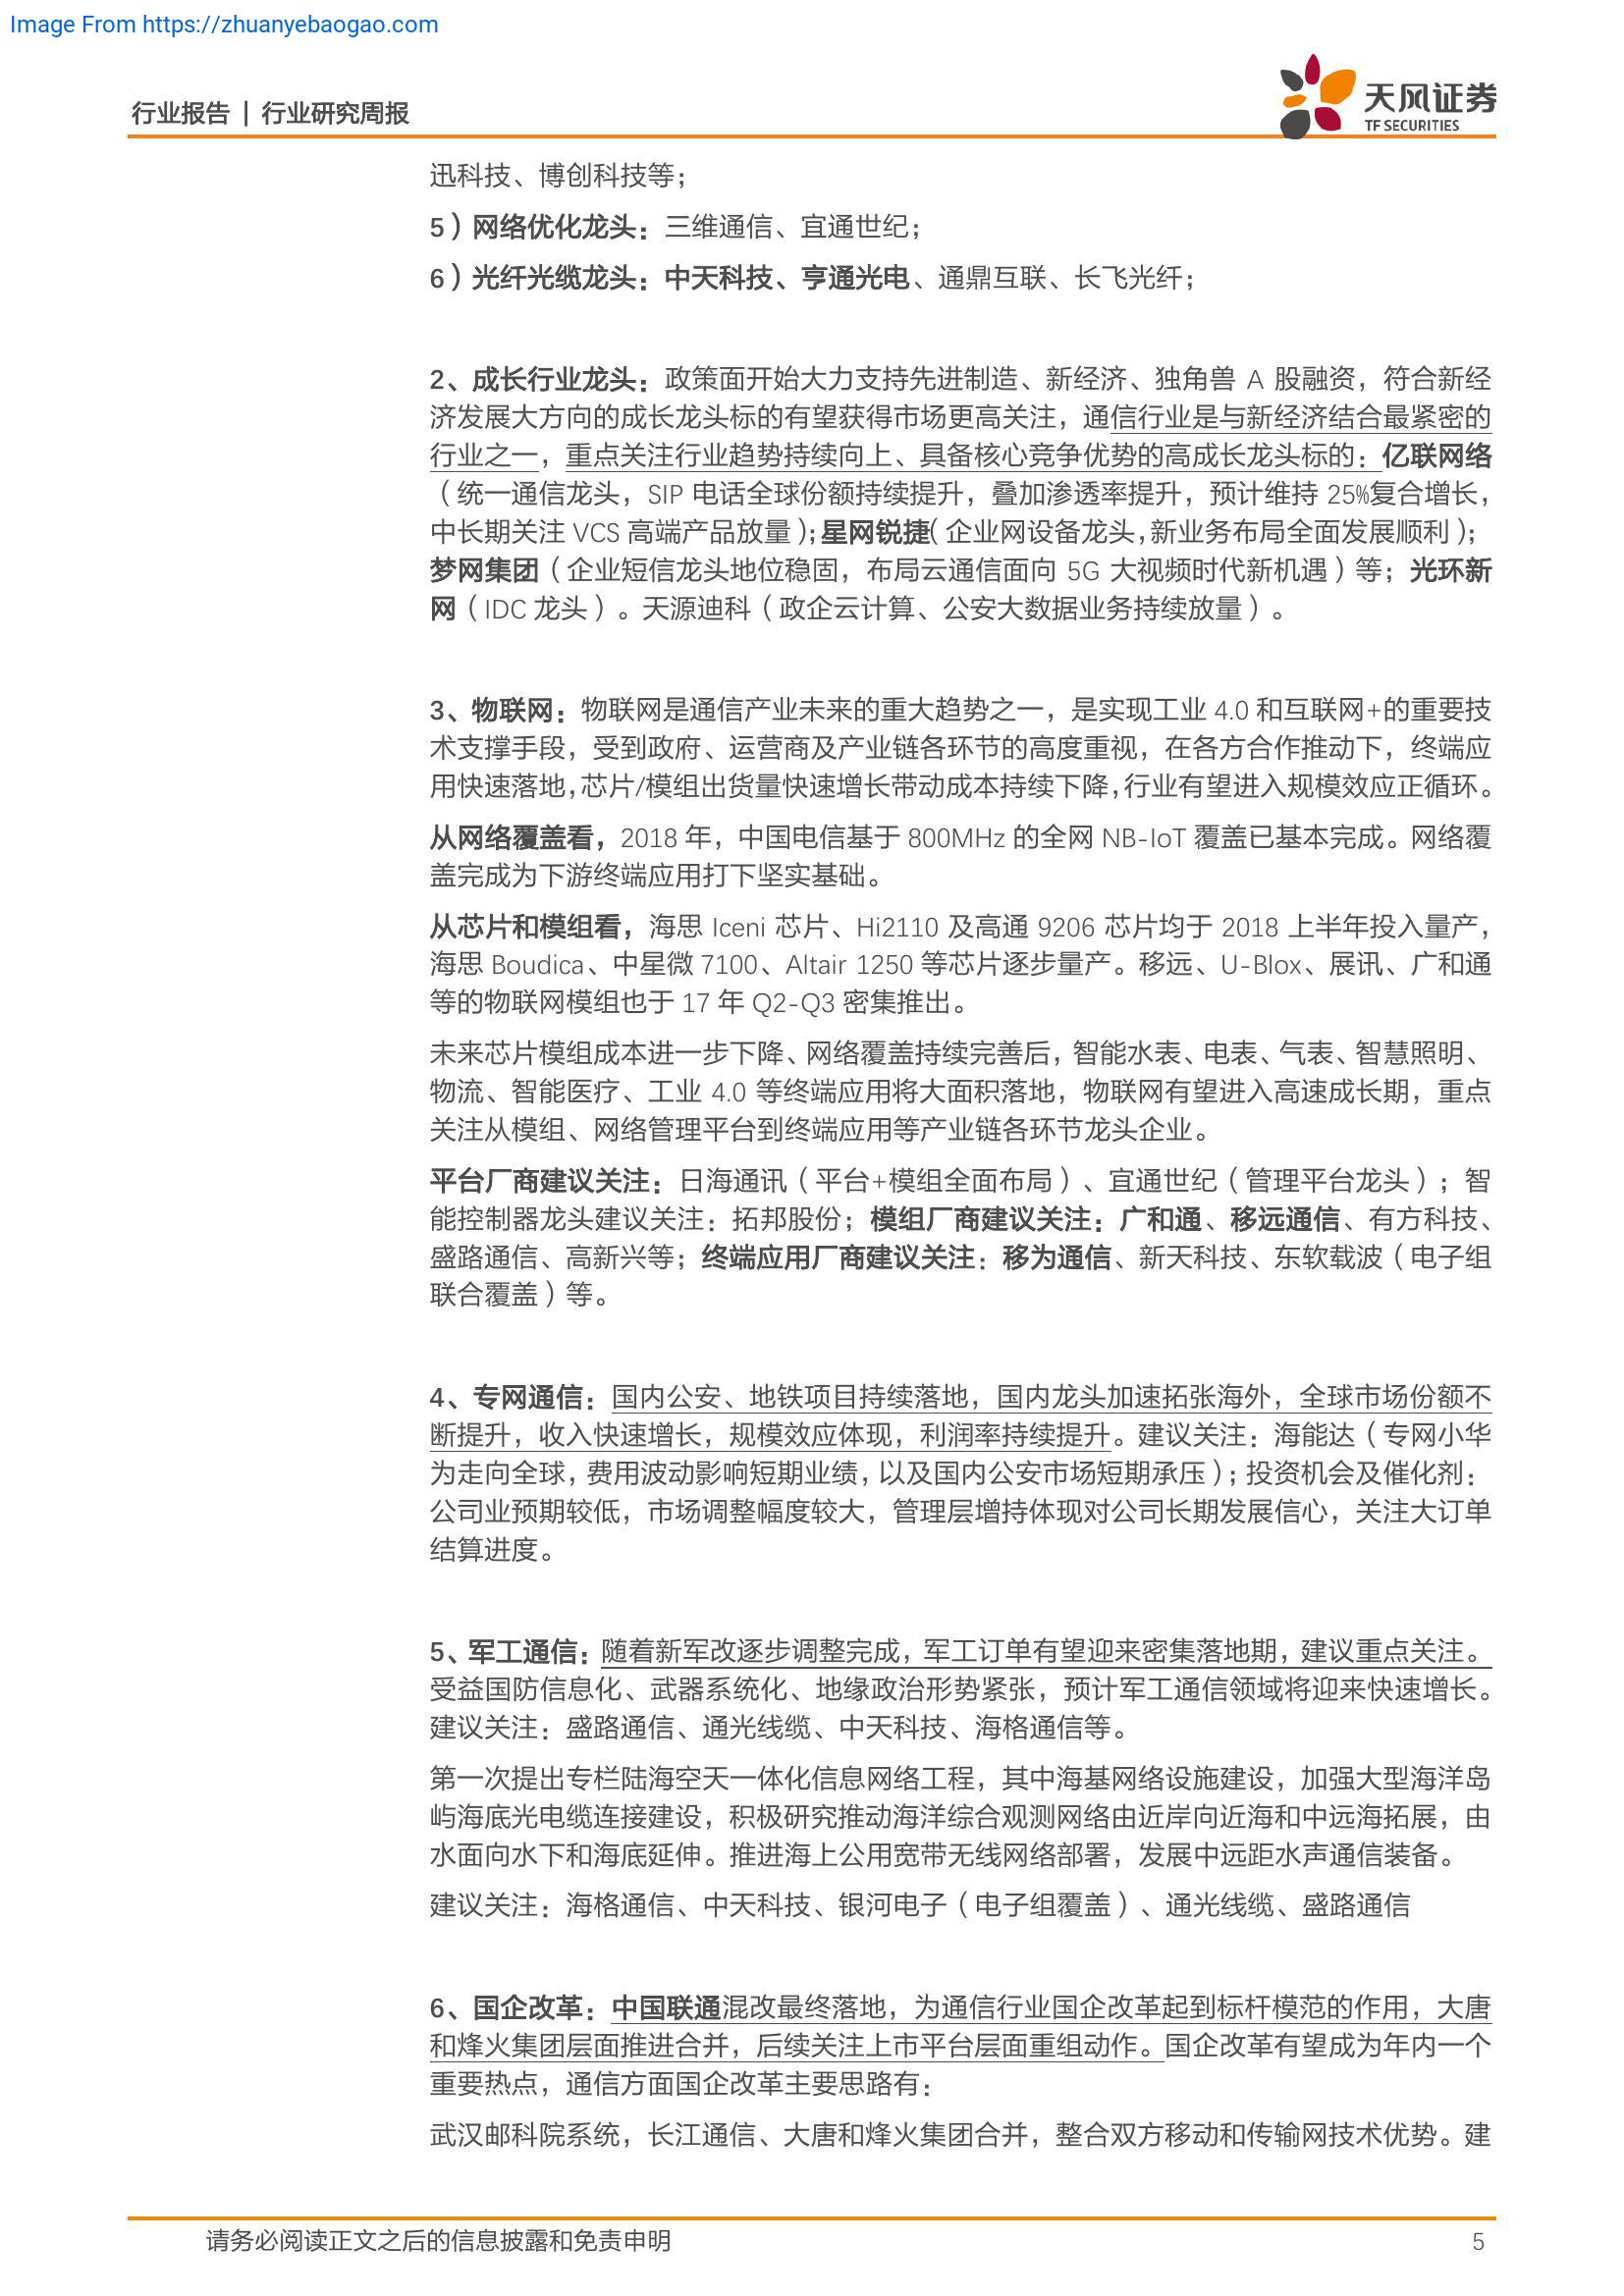 Image From https://zhuanyebaogao.com
行业报告 | 行业研究周报
天风证券
TF SECURITIES
迅科技、博创科技等；
5）网络优化龙头：三维通信、宜通世纪；
6）光纤光缆龙头：中天科技、亨通光电、通鼎互联、长飞光纤；
2、成长行业龙头：政策面开始大力支持先进制造、新经济、独角兽 A 股融资，符合新经
济发展大方向的成长龙头标的有望获得市场更高关注，通信行业是与新经济结合最紧密的
行业之一，重点关注行业趋势持续向上、具备核心竞争优势的高成长龙头标的：亿联网络
（统一通信龙头，SIP 电话全球份额持续提升，叠加渗透率提升，预计维持 25%复合增长，
中长期关注 VCS 高端产品放量）；星网锐捷（企业网设备龙头，新业务布局全面发展顺利）；
梦网集团（企业短信龙头地位稳固，布局云通信面向 5G 大视频时代新机遇）等；光环新
网（IDC 龙头）。天源迪科（政企云计算、公安大数据业务持续放量）。
3、物联网：物联网是通信产业未来的重大趋势之一，是实现工业 4.0 和互联网+的重要技
术支撑手段，受到政府、运营商及产业链各环节的高度重视，在各方合作推动下，终端应
用快速落地，芯片/模组出货量快速增长带动成本持续下降，行业有望进入规模效应正循环。
从网络覆盖看，2018 年，中国电信基于 800MHz 的全网 NB-IoT 覆盖已基本完成。网络覆
盖完成为下游终端应用打下坚实基础。
从芯片和模组看，海思 Iceni 芯片、Hi2110 及高通 9206 芯片均于 2018 上半年投入量产，
海思 Boudica、中星微 7100、Altair 1250 等芯片逐步量产。移远、U-Blox、展讯、广和通
等的物联网模组也于 17 年 Q2-Q3 密集推出。
未来芯片模组成本进一步下降、网络覆盖持续完善后，智能水表、电表、气表、智慧照明、
物流、智能医疗、工业 4.0 等终端应用将大面积落地，物联网有望进入高速成长期，重点
关注从模组、网络管理平台到终端应用等产业链各环节龙头企业。
平台厂商建议关注：日海通讯（平台+模组全面布局）、宜通世纪（管理平台龙头）；智
能控制器龙头建议关注：拓邦股份；模组厂商建议关注：广和通、移远通信、有方科技、
盛路通信、高新兴等；终端应用厂商建议关注：移为通信、新天科技、东软载波（电子组
联合覆盖）等。
4、专网通信：国内公安、地铁项目持续落地，国内龙头加速拓张海外，全球市场份额不
断提升，收入快速增长，规模效应体现，利润率持续提升。建议关注：海能达（专网小华
为走向全球，费用波动影响短期业绩，以及国内公安市场短期承压）；投资机会及催化剂：
公司业预期较低，市场调整幅度较大，管理层增持体现对公司长期发展信心，关注大订单
结算进度。
5、军工通信：随着新军改逐步调整完成，军工订单有望迎来密集落地期，建议重点关注。
受益国防信息化、武器系统化、地缘政治形势紧张，预计军工通信领域将迎来快速增长。
建议关注：盛路通信、通光线缆、中天科技、海格通信等。
第一次提出专栏陆海空天一体化信息网络工程，其中海基网络设施建设，加强大型海洋岛
屿海底光电缆连接建设，积极研究推动海洋综合观测网络由近岸向近海和中远海拓展，由
水面向水下和海底延伸。推进海上公用宽带无线网络部署，发展中远距水声通信装备。
建议关注：海格通信、中天科技、银河电子（电子组覆盖）、通光线缆、盛路通信
6、国企改革：中国联通混改最终落地，为通信行业国企改革起到标杆模范的作用，大唐
和烽火集团层面推进合并，后续关注上市平台层面重组动作。国企改革有望成为年内一个
重要热点，通信方面国企改革主要思路有：
武汉邮科院系统，长江通信、大唐和烽火集团合并，整合双方移动和传输网技术优势。建
请务必阅读正文之后的信息披露和免责申明
5